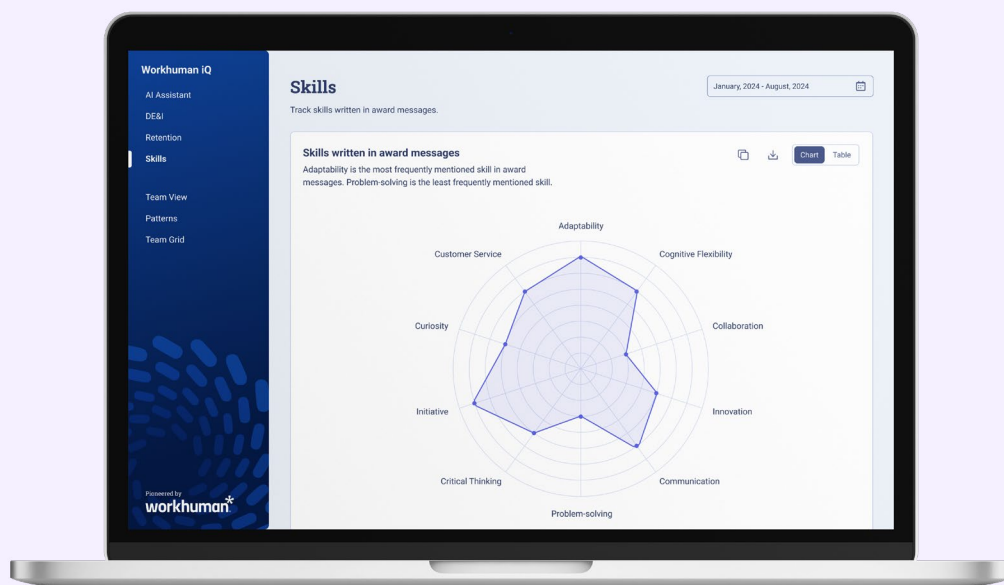 Workhuman iQ
AI Assistant
DE&I
Retention
Skills
Team View
Patterns
Team Grid
Pioneered by
workhuman*
Skills
Track skills written in award messages.
January, 2024 - August, 2024
Skills written in award messages
Adaptability is the most frequently mentioned skill in award
messages. Problem-solving is the least frequently mentioned skill.
Chart
Table
Adaptability
Customer Service
Cognitive Flexibility
Curiosity
Collaboration
Initiative
Innovation
Critical Thinking
Communication
Problem-solving